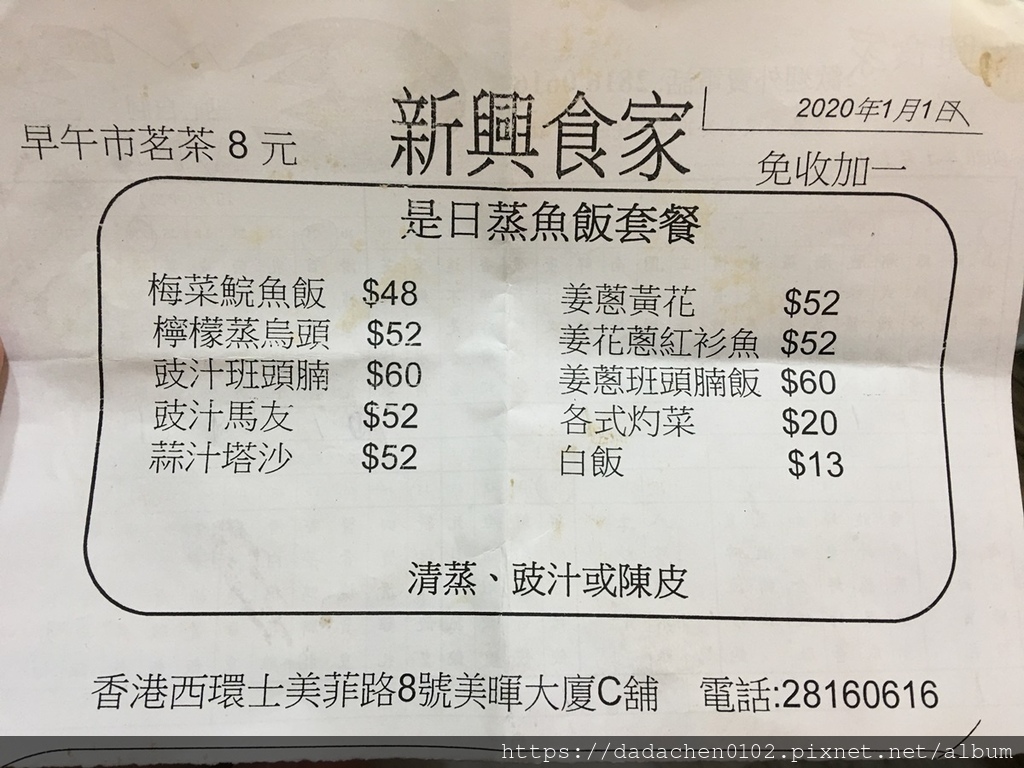 早午市茗茶 8 元
新興食家
2020年1月1日
免收加一
是日蒸魚飯套餐
梅菜鯇魚飯 $48
檸檬蒸烏頭 $52
豉汁班頭腩 $60
豉汁馬友 $52
蒜汁塔沙 $52
姜蔥黃花 $52
姜花蔥紅衫魚 $52
姜蔥班頭腩飯 $60
各式灼菜 $20
白飯 $13
清蒸、豉汁或陳皮
香港西環士美菲路8號美暉大廈C舖 電話:28160616
https://dadachen0102.pixnet.net/album